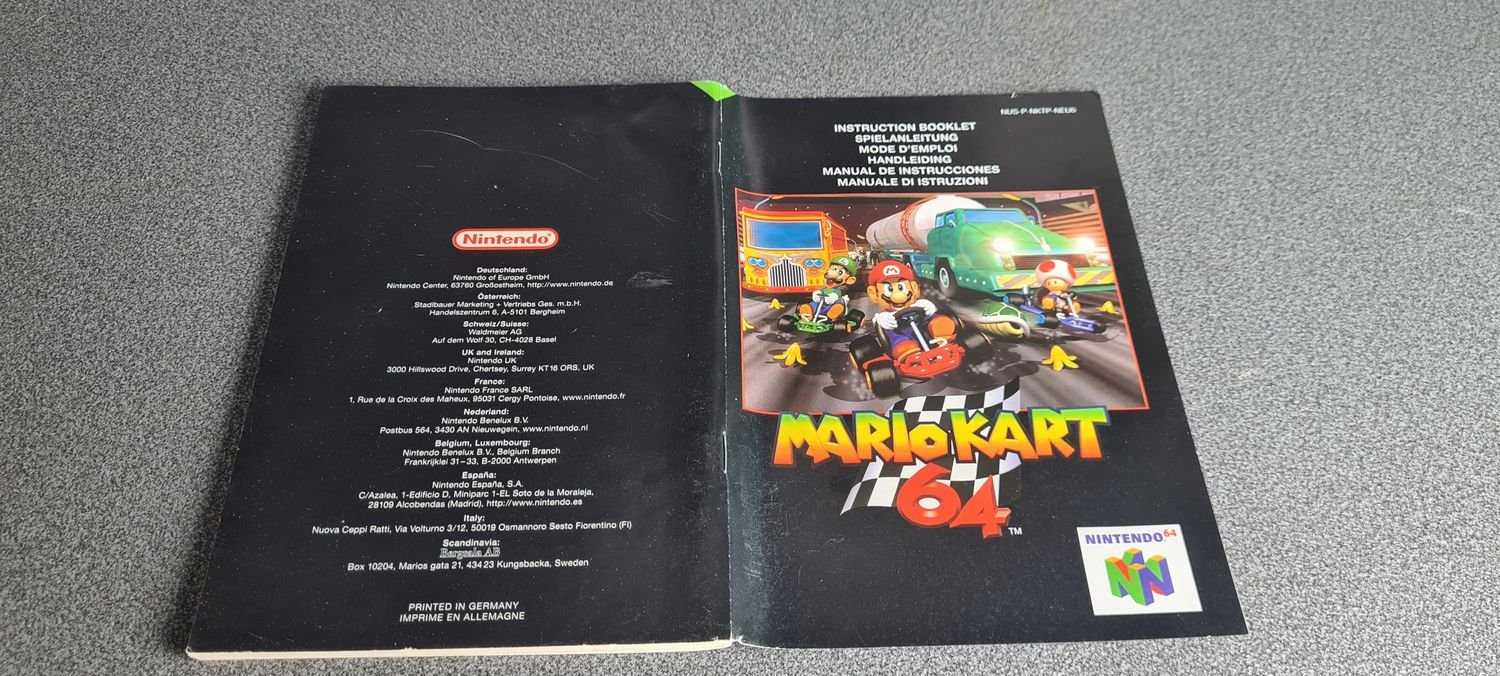 Nintendo®
Deutschland:
Nintendo of Europe GmbH
Nintendo Center, 63760 Großostheim, http://www.nintendo.de
Österreich:
Stadlbauer Marketing + Vertriebs Ges. m.b.H.
Handelszentrum 6, A-5101 Bergheim
Schweiz/Suisse:
Waldmeier AG
Auf dem Wolf 30, CH-4028 Basel
UK and Ireland:
Nintendo UK
3000 Hillswood Drive, Chertsey, Surrey KT16 ORS, UK
France:
Nintendo France SARL
1, Rue de la Croix des Maheux, 95031 Cergy Pontoise, www.nintendo.fr
Nederland:
Nintendo Benelux B.V.
Postbus 564, 3430 AN Nieuwegein, www.nintendo.nl
Belgium, Luxembourg:
Nintendo Benelux B.V., Belgium Branch
Frankrijklei 31-33, B-2000 Antwerpen
España:
Nintendo España, S.A.
C/Azalea, 1-Edificio D, Miniparc 1-EL Soto de la Moraleja,
28109 Alcobendas (Madrid), http://www.nintendo.es
Italy:
Nuova Ceppi Ratti, Via Volturno 3/12, 50019 Osmannoro Sesto Fiorentino (FI)
Scandinavia:
Bergsala AB
Box 10204, Marios gata 21, 43423 Kungsbacka, Sweden
PRINTED IN GERMANY
IMPRIME EN ALLEMAGNE
NUS-P-NKTP-NEU6
INSTRUCTION BOOKLET
SPIELANLEITUNG
MODE D'EMPLOI
HANDLEIDING
MANUAL DE INSTRUCCIONES
MANUALE DI ISTRUZIONI
M
MARIO KART
64
TM
NINTENDO 64
N